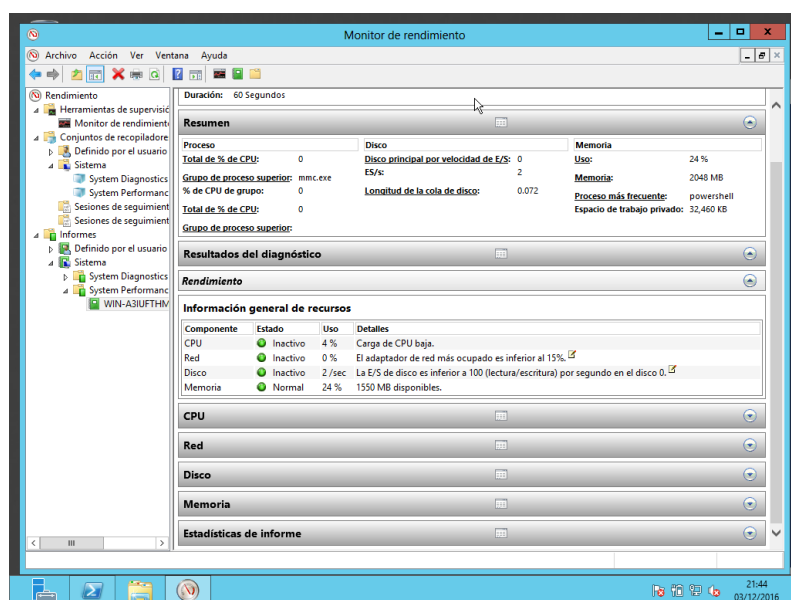 Monitor de rendimiento
Archivo Acción Ver Ventana Ayuda
Rendimiento
Herramientas de supervisió
Monitor de rendimiento
Conjuntos de recopiladore
Definido por el usuario
Sistema
System Diagnostics
System Performanc
Sesiones de seguimient
Sesiones de seguimient
Informes
Definido por el usuario
Sistema
System Diagnostics
System Performanc
WIN-A3IUFTHM
Duración: 60 Segundos
Resumen
Proceso Disco Memoria
Total de % de CPU: 0 Disco principal por velocidad de E/S: 0 Uso: 24 %
Grupo de proceso superior: mmc.exe ES/s: 2 Memoria: 2048 MB
% de CPU de grupo: 0 Longitud de la cola de disco: 0.072 Proceso más frecuente: powershell
Total de % de CPU: 0 Espacio de trabajo privado: 32,460 KB
Grupo de proceso superior:
Resultados del diagnóstico
Rendimiento
Información general de recursos
Componente Estado Uso Detalles
CPU Inactivo 4 % Carga de CPU baja.
Red Inactivo 0 % El adaptador de red más ocupado es inferior al 15%.
Disco Inactivo 2 /sec La E/S de disco es inferior a 100 (lectura/escritura) por segundo en el disco 0.
Memoria Normal 24 % 1550 MB disponibles.
CPU
Red
Disco
Memoria
Estadísticas de informe
21:44
03/12/2016